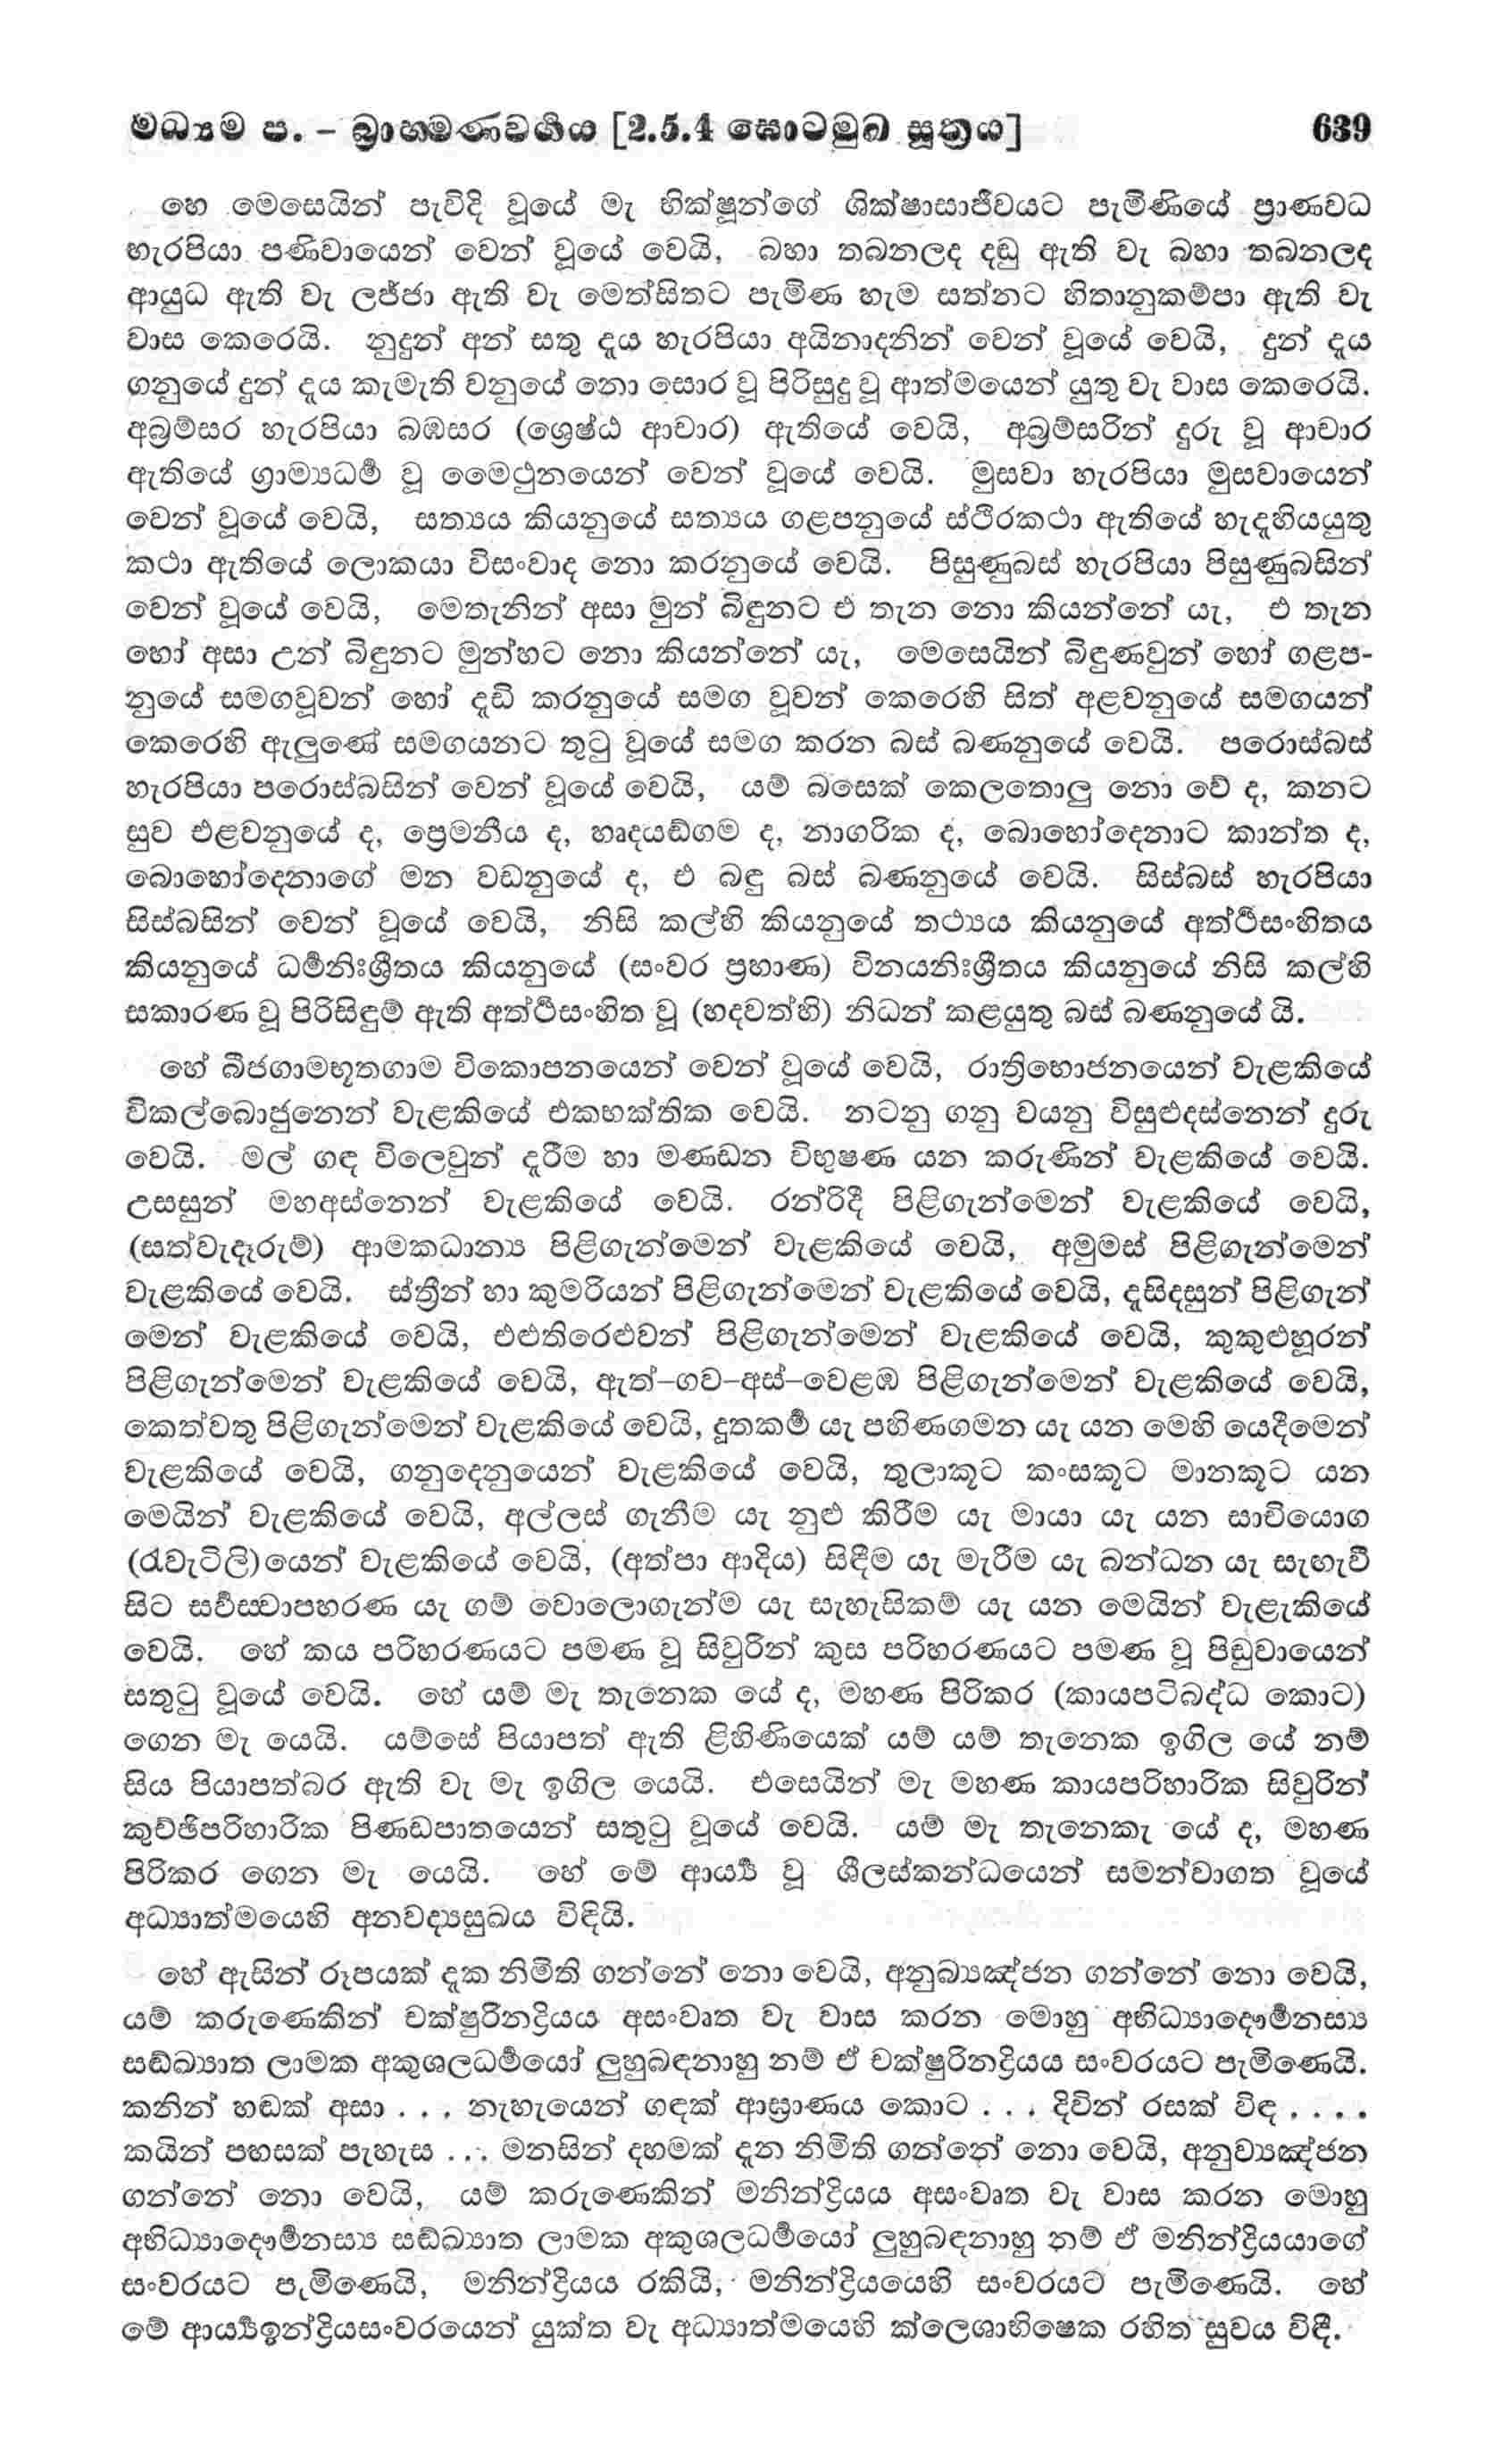 මධ්‍යම ප. – බ්‍රාහමණවර්‍ගය [2.5.4 ඝොටමුඛ සූත්‍රය] 639
හෙ මෙසෙයින් පැවිදි වූයේ මැ භික්ෂූන්ගේ ශික්ෂාසාජීවයට පැමිණියේ ප්‍රාණවධ
හැරපියා පණිවායෙන් වෙන් වූයේ වෙයි, බහා තබනලද දඬු ඇති වැ බහා තබනලද
ආයුධ ඇති වැ ලජ්ජා ඇති වැ මෙත්සිතට පැමිණ හැම සත්නට හිතානුකම්පා ඇති වැ
වාස කෙරෙයි. නුදුන් අන් සතු දෑය හැරපියා අයිනාදනින් වෙන් වූයේ වෙයි, දුන් දෑය
ගනුයේ දුන් දෑය කැමැති වනුයේ නො සොර වූ පිරිසුදු වූ ආත්මයෙන් යුතු වැ වාස කෙරෙයි.
අබ්‍රම්සර හැරපියා බඹසර (ශ්‍රෙෂ්ඨ ආචාර) ඇතියේ වෙයි, අබ්‍රම්සරින් දුරු වූ ආචාර
ඇතියේ ග්‍රාම්‍යධර්‍ම වූ මෛථුනයෙන් වෙන් වූයේ වෙයි. මුසවා හැරපියා මුසවායෙන්
වෙන් වූයේ වෙයි, සත්‍යය කියනුයේ සත්‍යය ගළපනුයේ ස්ථිරකථා ඇතියේ හැදෑහියයුතු
කථා ඇතියේ ලොකයා විසංවාද නො කරනුයේ වෙයි. පිසුණුබස් හැරපියා පිසුණුබසින්
වෙන් වූයේ වෙයි, මෙතැනින් අසා මුන් බිඳුනට එ තැන නො කියන්නේ යැ, එ තැන
හෝ අසා උන් බිඳුනට මුන්හට නො කියන්නේ යැ, මෙසෙයින් බිඳුණවුන් හෝ ගළප-
නුයේ සමගවූවන් හෝ දැඩි කරනුයේ සමග වූවන් කෙරෙහි සිත් අළවනුයේ සමගයන්
කෙරෙහි ඇලුණේ සමගයනට තුටු වූයේ සමග කරන බස් බණනුයේ වෙයි. පරොස්බස්
හැරපියා පරොස්බසින් වෙන් වූයේ වෙයි, යම් බසෙක් කෙලතොලු නො වේ ද, කනට
සුව එළවනුයේ ද, ප්‍රෙමනීය ද, හෘදයඞ්ගම ද, නාගරික ද, බොහෝදෙනාට කාන්ත ද,
බොහෝදෙනාගේ මන වඩනුයේ ද, එ බඳු බස් බණනුයේ වෙයි. සිස්බස් හැරපියා
සිස්බසින් වෙන් වූයේ වෙයි, නිසි කල්හි කියනුයේ තථ්‍යය කියනුයේ අත්‍ර්‍ථසංහිතය
කියනුයේ ධර්‍මනිඃශ්‍රීතය කියනුයේ (සංවර ප්‍රහාණ) විනයනිඃශ්‍රීතය කියනුයේ නිසි කල්හි
සකාරණ වූ පිරිසිඳුම් ඇති අත්‍ර්‍ථසංහිත වූ (හදවත්හි) නිධන් කළයුතු බස් බණනුයේ යි.
හේ බීජගාමභූතගාම විකොපනයෙන් වෙන් වූයේ වෙයි, රාත්‍රිභොජනයෙන් වැළකියේ
විකල්බොජුනෙන් වැළකියේ එකභක්තික වෙයි. නටනු ගනු වයනු විසුළුදස්නෙන් දුරු
වෙයි. මල් ගඳ විලෙවුන් දැරීම හා මණඩන විභූෂණ යන කරුණින් වැළකියේ වෙයි.
උසසුන් මහඅස්නෙන් වැළකියේ වෙයි. රන්රිදී පිළිගැන්මෙන් වැළකියේ වෙයි,
(සත්වැදෑරුම්) ආමකධාන්‍ය පිළිගැන්මෙන් වැළකියේ වෙයි, අමුමස් පිළිගැන්මෙන්
වැළකියේ වෙයි. ස්ත්‍රීන් හා කුමරියන් පිළිගැන්මෙන් වැළකියේ වෙයි, දැසිදසුන් පිළිගැන්
මෙන් වැළකියේ වෙයි, එළුතිරෙළුවන් පිළිගැන්මෙන් වැළකියේ වෙයි, කුකුළුහූරන්
පිළිගැන්මෙන් වැළකියේ වෙයි, ඇත්–ගව–අස්–වෙළඹ පිළිගැන්මෙන් වැළකියේ වෙයි,
කෙත්වතු පිළිගැන්මෙන් වැළකියේ වෙයි, දූතකර්‍ම යැ පහිණගමන යැ යන මෙහි යෙදීමෙන්
වැළකියේ වෙයි, ගනුදෙනුයෙන් වැළකියේ වෙයි, තුලාකූට කංසකූට මානකූට යන
මෙයින් වැළකියේ වෙයි, අල්ලස් ගැනීම යැ නුළු කිරීම යැ මායා යැ යන සාචියොග
(රැවැටිලි)යෙන් වැළකියේ වෙයි, (අත්පා ආදිය) සිඳීම යැ මැරීම යැ බන්ධන යැ සැඟැවී
සිට සර්‍වස්‍වාපහරණ යැ ගම් වොලොගැන්ම යැ සැහැසිකම් යැ යන මෙයින් වැළැකියේ
වෙයි. හේ කය පරිහරණයට පමණ වූ සිවුරින් කුස පරිහරණයට පමණ වූ පිඬුවායෙන්
සතුටු වූයේ වෙයි. හේ යම් මැ තැනෙක යේ ද, මහණ පිරිකර (කායපටිබද්ධ කොට)
ගෙන මැ යෙයි. යම්සේ පියාපත් ඇති ළිහිණියෙක් යම් යම් තැනෙක ඉගිල යේ නම්
සිය පියාපත්බර ඇති වැ මැ ඉගිල යෙයි. එසෙයින් මැ මහණ කායපරිහාරික සිවුරින්
කුච්ඡිපරිහාරික පිණඩපාතයෙන් සතුටු වූයේ වෙයි. යම් මැ තැනෙකැ යේ ද, මහණ
පිරිකර ගෙන මැ යෙයි. හේ මේ ආර්‍ය්‍ය වූ ශීලස්කන්ධයෙන් සමන්වාගත වූයේ
අධ්‍යාත්මයෙහි අනවද්‍යසුඛය විඳියි.
හේ ඇසින් රූපයක් දැක නිමිති ගන්නේ නො වෙයි, අනුබ්‍යඤ්ජන ගන්නේ නො වෙයි,
යම් කරුණෙකින් චක්ෂුරිනද්‍රියය අසංවෘත වැ වාස කරන මොහු අභිධ්‍යාදෞර්‍මනස්‍ය
සඞ්ඛ්‍යාත ලාමක අකුශලධර්‍මයෝ ලුහුබඳනාහු නම් ඒ චක්ෂුරිනද්‍රියය සංවරයට පැමිණෙයි.
කනින් හඬක් අසා . . . නැහැයෙන් ගඳක් ආඝ්‍රාණය කොට . . . දිවින් රසක් විඳ . . . .
කයින් පහසක් පැහැස . . . මනසින් දහමක් දැන නිමිති ගන්නේ නො වෙයි, අනුව්‍යඤ්ජන
ගන්නේ නො වෙයි, යම් කරුණෙකින් මනින්ද්‍රියය අසංවෘත වැ වාස කරන මොහු
අභිධ්‍යාදෞර්‍මනස්‍ය සඞ්ඛ්‍යාත ලාමක අකුශලධර්‍මයෝ ලුහුබඳනාහු නම් ඒ මනින්ද්‍රියයාගේ
සංවරයට පැමිණෙයි, මනින්ද්‍රියය රකියි, මනින්ද්‍රියයෙහි සංවරයට පැමිණෙයි. හේ
මේ ආර්‍ය්‍යඉන්ද්‍රියසංවරයෙන් යුක්ත වැ අධ්‍යාත්මයෙහි ක්ලෙශාභිෂෙක රහිත සුවය විඳී.